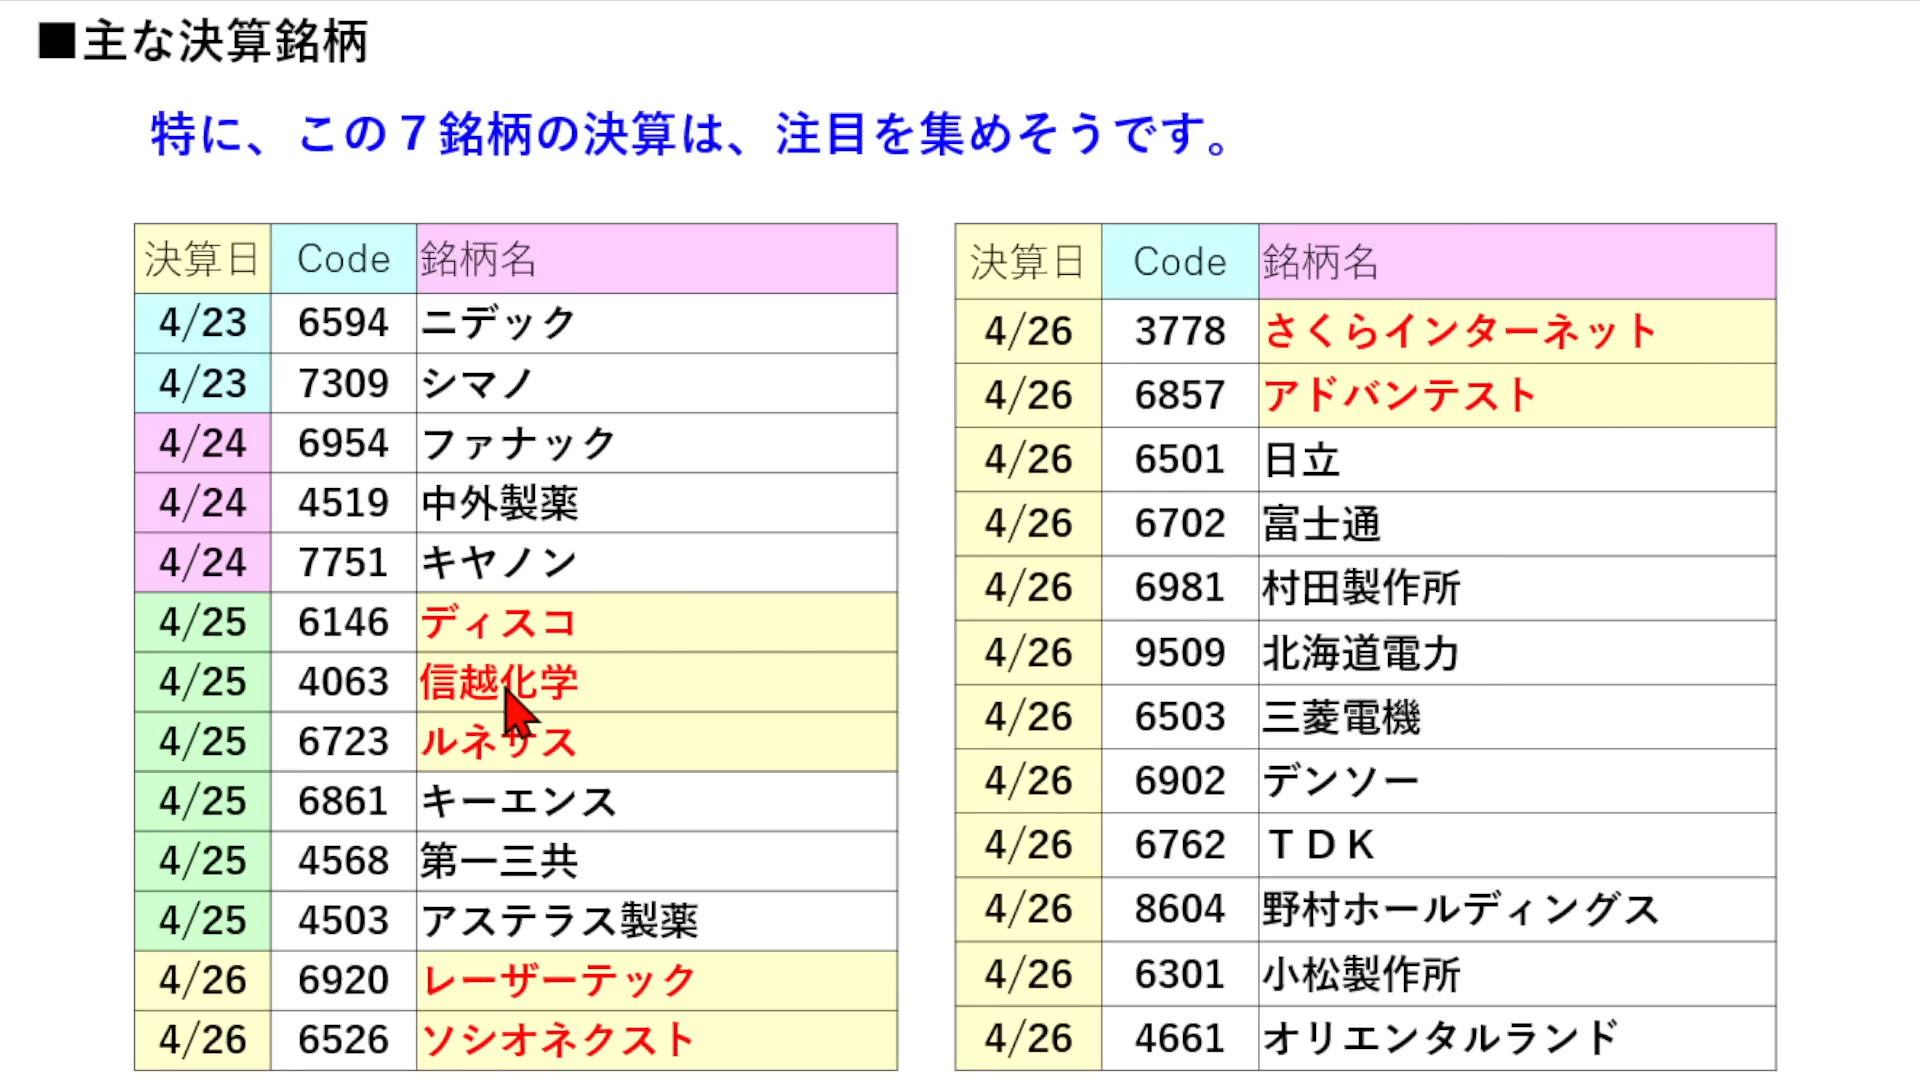 ■主な決算銘柄
特に、この７銘柄の決算は、注目を集めそうです。
決算日 Code 銘柄名
4/23 6594 ニデック
4/23 7309 シマノ
4/24 6954 ファナック
4/24 4519 中外製薬
4/24 7751 キヤノン
4/25 6146 ディスコ
4/25 4063 信越化学
4/25 6723 ルネサス
4/25 6861 キーエンス
4/25 4568 第一三共
4/25 4503 アステラス製薬
4/26 6920 レーザーテック
4/26 6526 ソシオネクスト
決算日 Code 銘柄名
4/26 3778 さくらインターネット
4/26 6857 アドバンテスト
4/26 6501 日立
4/26 6702 富士通
4/26 6981 村田製作所
4/26 9509 北海道電力
4/26 6503 三菱電機
4/26 6902 デンソー
4/26 6762 ＴＤＫ
4/26 8604 野村ホールディングス
4/26 6301 小松製作所
4/26 4661 オリエンタルランド